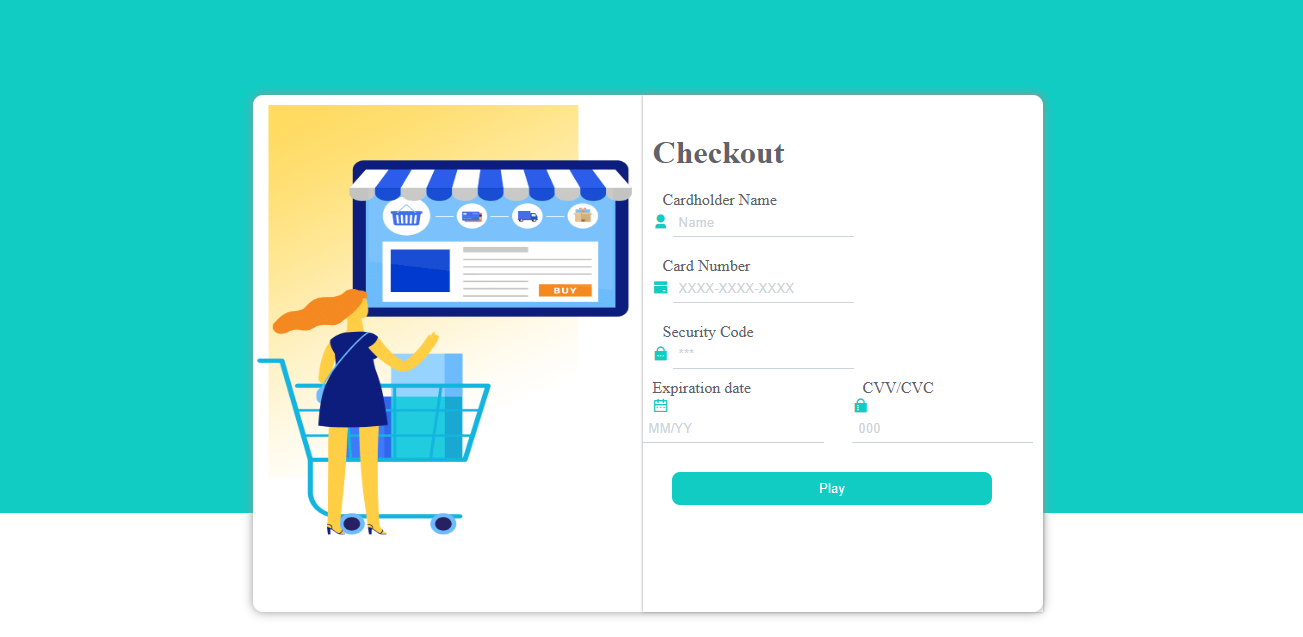 BUY
Checkout
Cardholder Name
Name
Card Number
XXXX-XXXX-XXXX
Security Code
***
Expiration date
CVV/CVC
MM/YY
000
Play